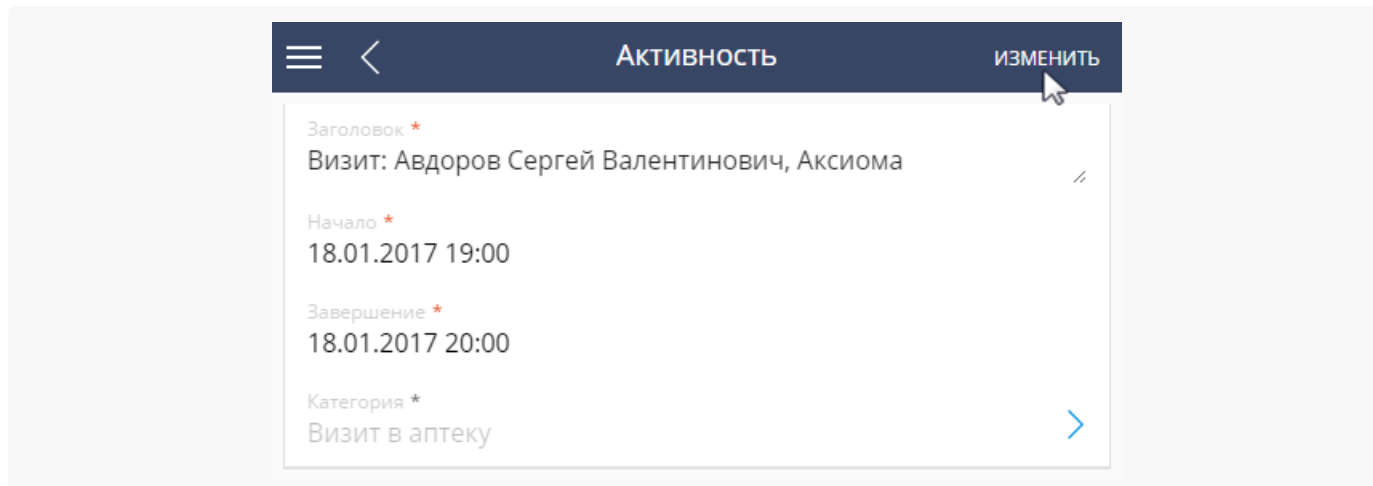 Активность
ИЗМЕНИТЬ
Заголовок *
Визит: Авдоров Сергей Валентинович, Аксиома
Начало *
18.01.2017 19:00
Завершение *
18.01.2017 20:00
Категория *
Визит в аптеку